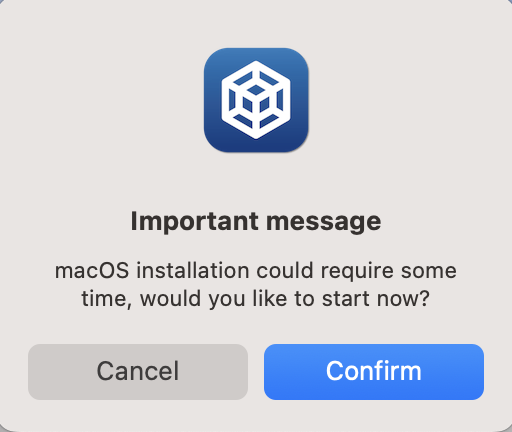 Important message
macOS installation could require some
time, would you like to start now?
Cancel
Confirm